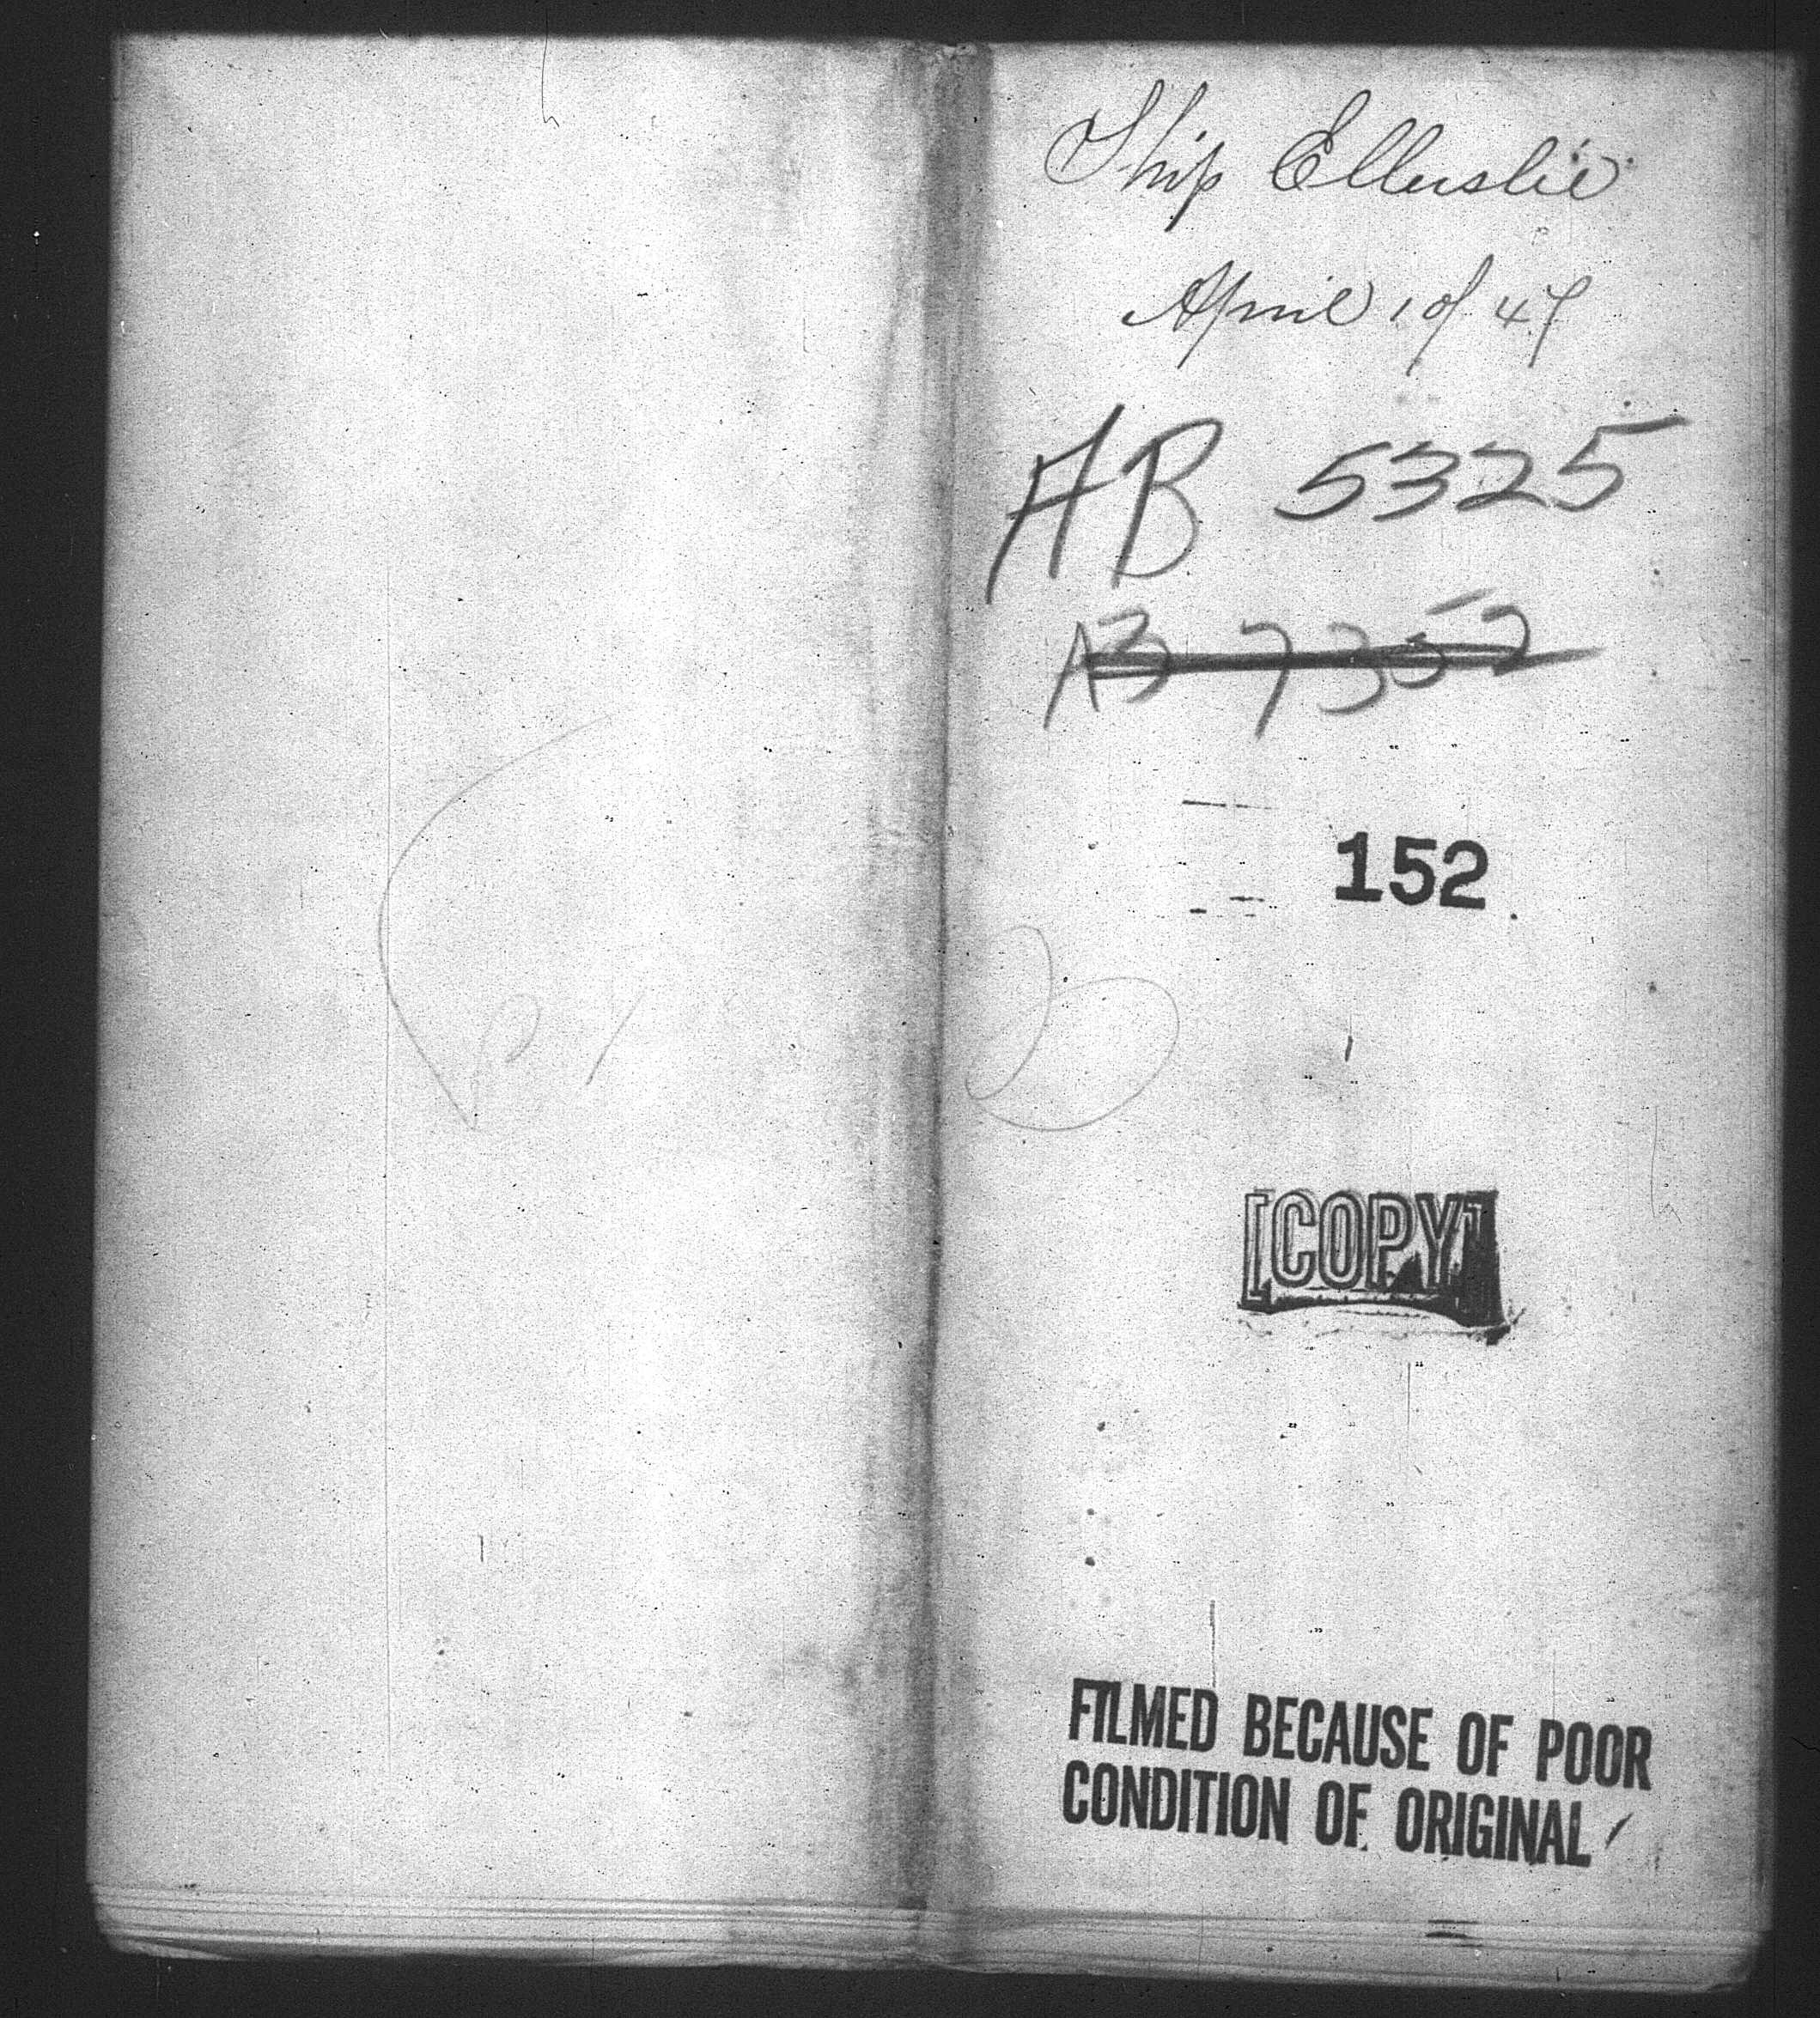 Ship Ellerslie
April 1 of 47
AB 5325
AB 7352
152
[COPY]
FILMED BECAUSE OF POOR
CONDITION OF ORIGINAL